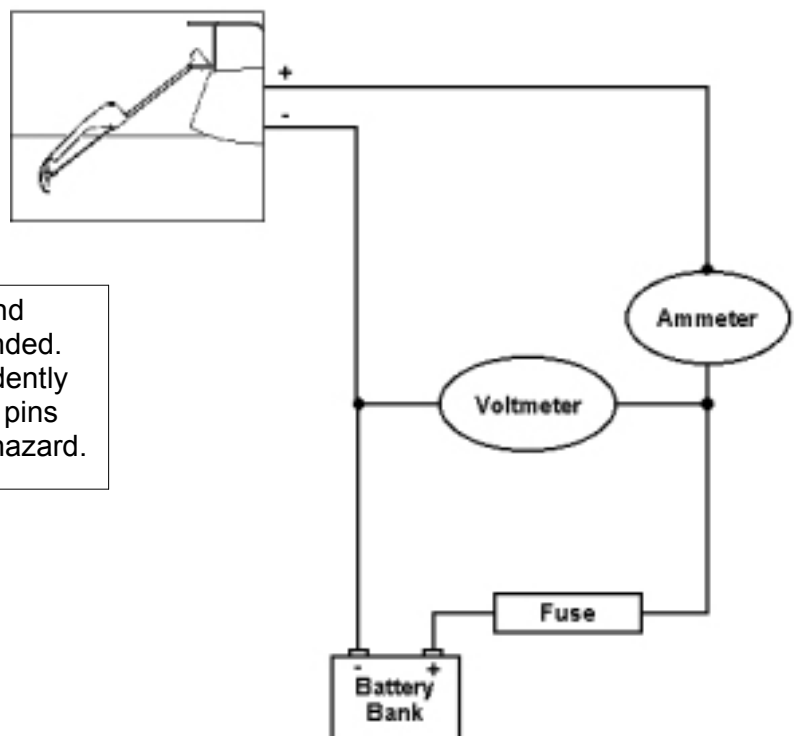 +
-
Ammeter
nd
nded.
Voltmeter
dently
pins
hazard.
Fuse
- +
Battery
Bank